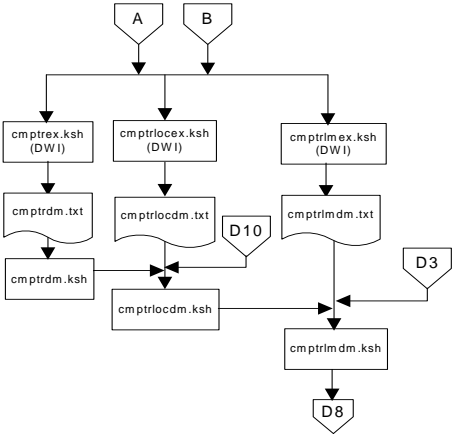 A
B
cmptrex.ksh
(DWI)
cmptrlocex.ksh
(DWI)
cmptrlmex.ksh
(DWI)
cmptrdm.txt
cmptrlocdm.txt
cmptrlmdm.txt
D10
D3
cmptrdm.ksh
cmptrlocdm.ksh
cmptrlmdm.ksh
D8